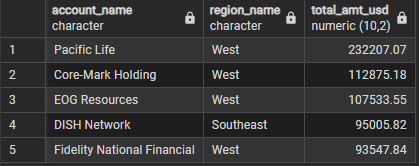 account_name region_name total_amt_usd
character character numeric (10,2)
1 Pacific Life West 232207.07
2 Core-Mark Holding West 112875.18
3 EOG Resources West 107533.55
4 DISH Network Southeast 95005.82
5 Fidelity National Financial West 93547.84